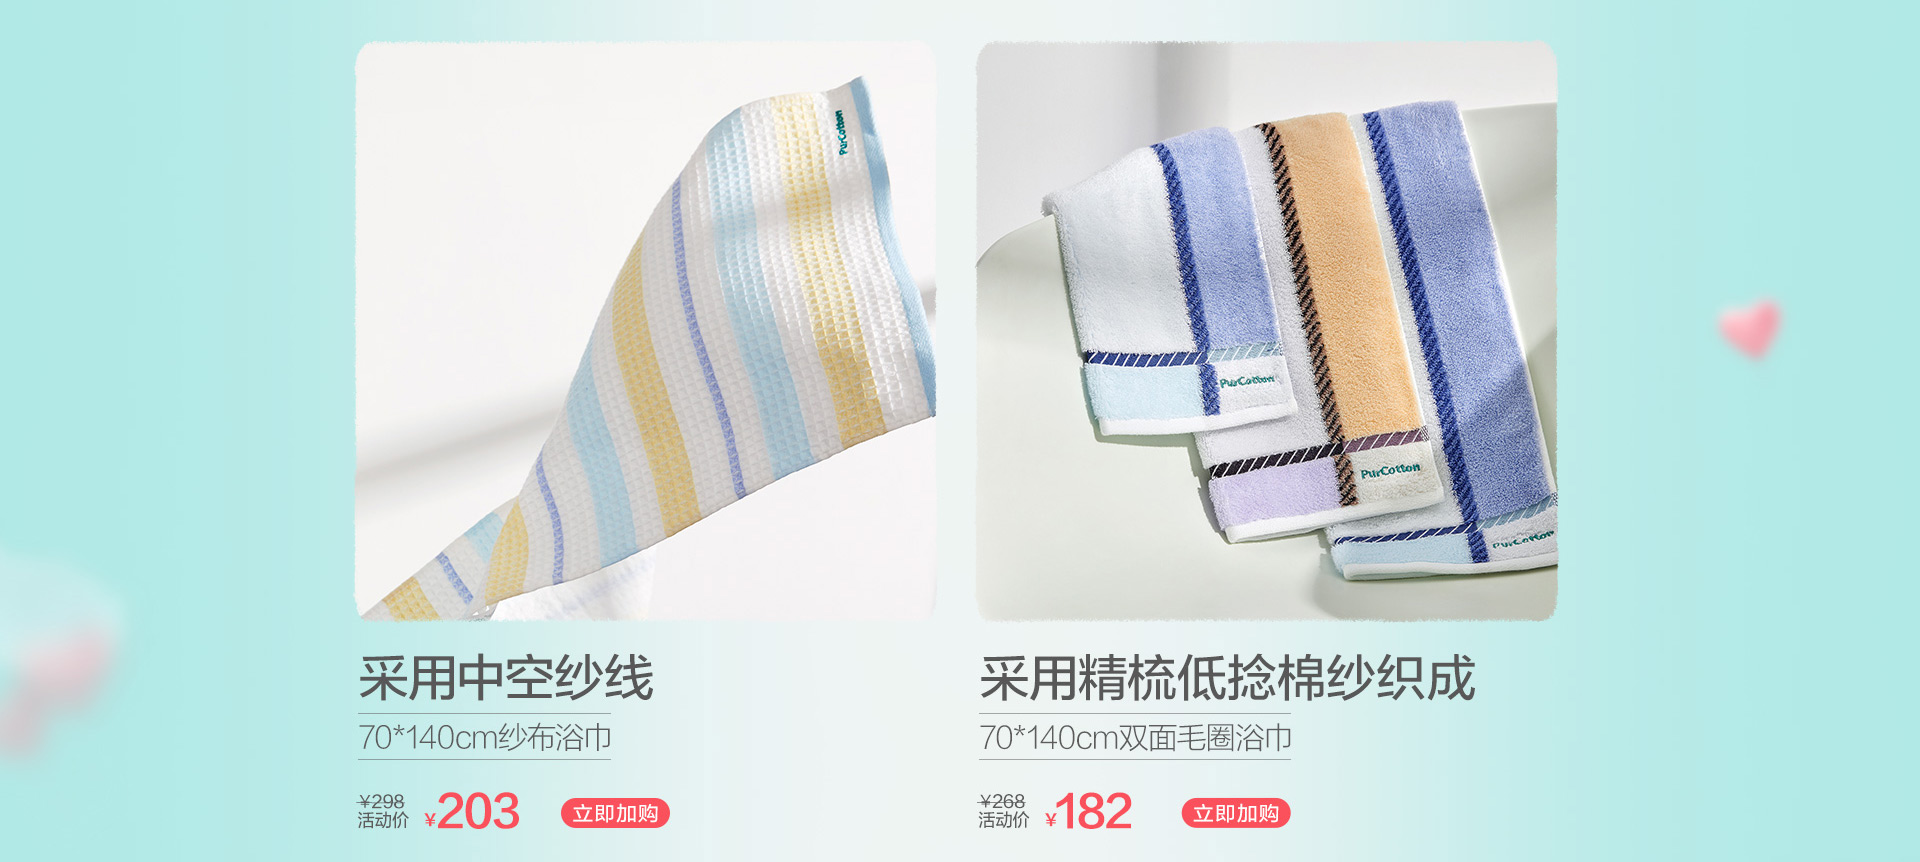 PurCotton
PurCotton
PurCotton
PurCotton
采用中空纱线
70*140cm纱布浴巾
¥298
活动价 ¥203 立即加购
采用精梳低捻棉纱织成
70*140cm双面毛圈浴巾
¥268
活动价 ¥182 立即加购